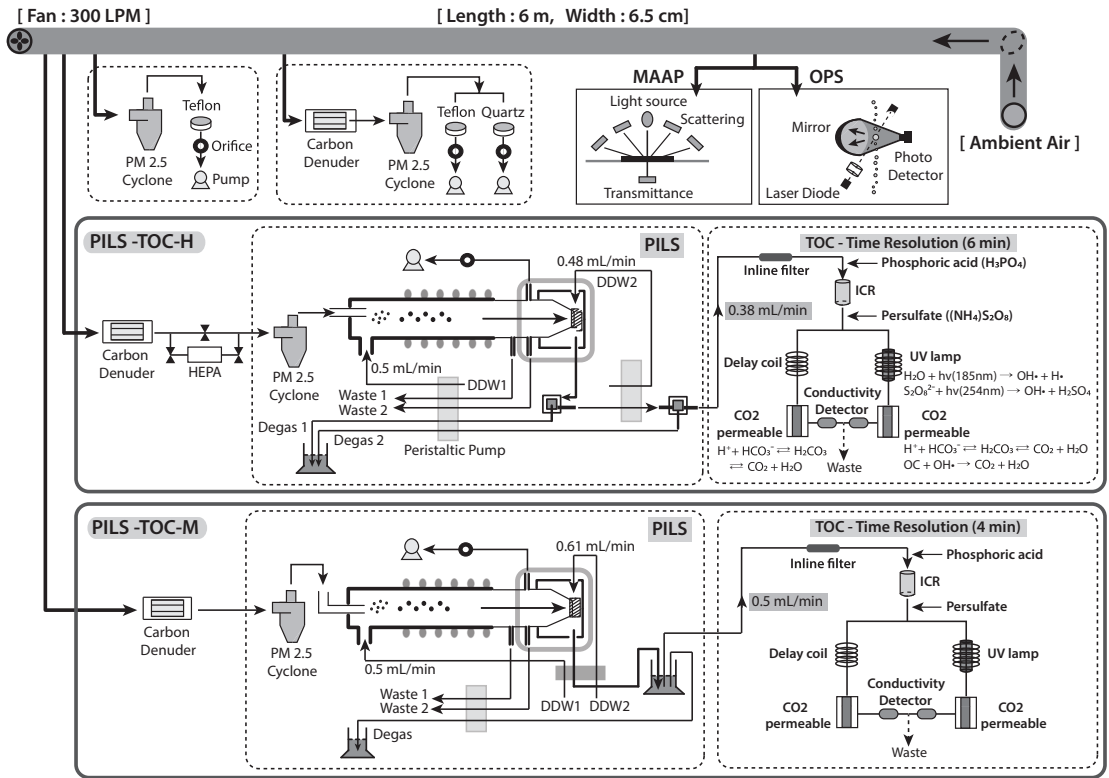 [ Fan : 300 LPM ]
[ Length : 6 m, Width : 6.5 cm]
[ Ambient Air ]
Teflon
Orifice
Pump
PM 2.5
Cyclone
Carbon
Denuder
PM 2.5
Cyclone
Teflon Quartz
MAAP
Light source
Scattering
Transmittance
OPS
Mirror
Photo
Detector
Laser Diode
PILS -TOC-H
Carbon
Denuder
HEPA
PM 2.5
Cyclone
PILS
0.48 mL/min
DDW2
0.5 mL/min
DDW1
Waste 1
Waste 2
Degas 1
Degas 2
Peristaltic Pump
TOC - Time Resolution (6 min)
Inline filter
Phosphoric acid (H₃PO₄)
ICR
0.38 mL/min
Persulfate ((NH₄)S₂O₈)
Delay coil
UV lamp
H₂O + hv(185nm) → OH• + H•
S₂O₈²⁻+ hv(254nm) → OH• + H₂SO₄
Conductivity
Detector
CO2
permeable
CO2
permeable
H⁺ + HCO₃⁻ ⇄ H₂CO₃
⇄ CO₂ + H₂O
Waste
H⁺ + HCO₃⁻ ⇄ H₂CO₃ ⇄ CO₂ + H₂O
OC + OH• → CO₂ + H₂O
PILS -TOC-M
Carbon
Denuder
PM 2.5
Cyclone
PILS
0.61 mL/min
0.5 mL/min
Waste 1
Waste 2
DDW1 DDW2
Degas
TOC - Time Resolution (4 min)
Inline filter
Phosphoric acid
ICR
0.5 mL/min
Persulfate
Delay coil
UV lamp
Conductivity
Detector
CO2
permeable
CO2
permeable
Waste